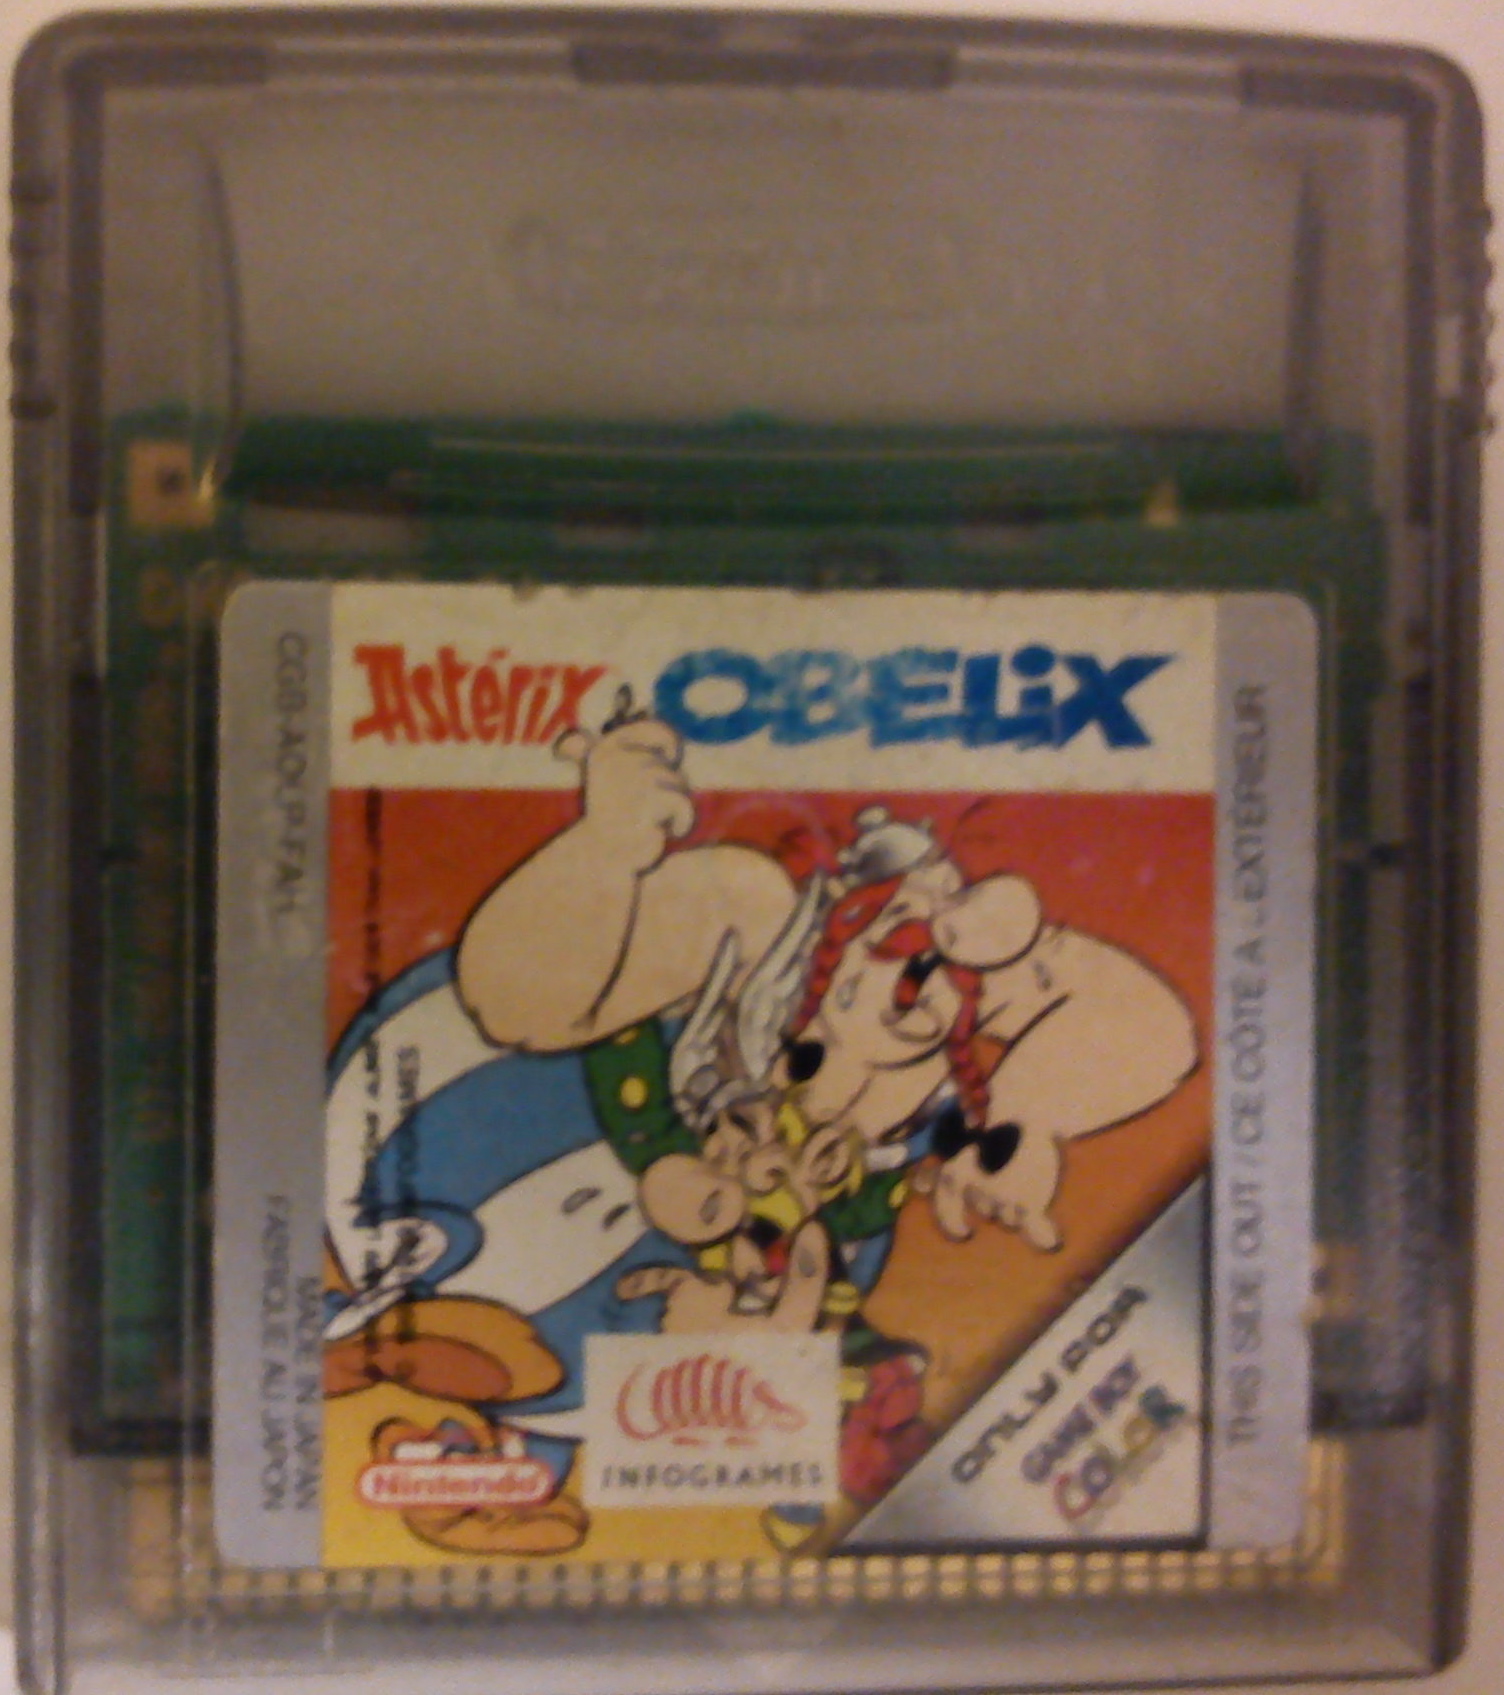 Astérix
&
OBELiX
CGB-AOLP-FAH
MADE IN JAPAN
FABRIQUÉ AU JAPON
INFOGRAMES
Nintendo
ONLY FOR
GAME BOY
COLOR
THIS SIDE OUT / CE CÔTÉ A L'EXTÉRIEUR